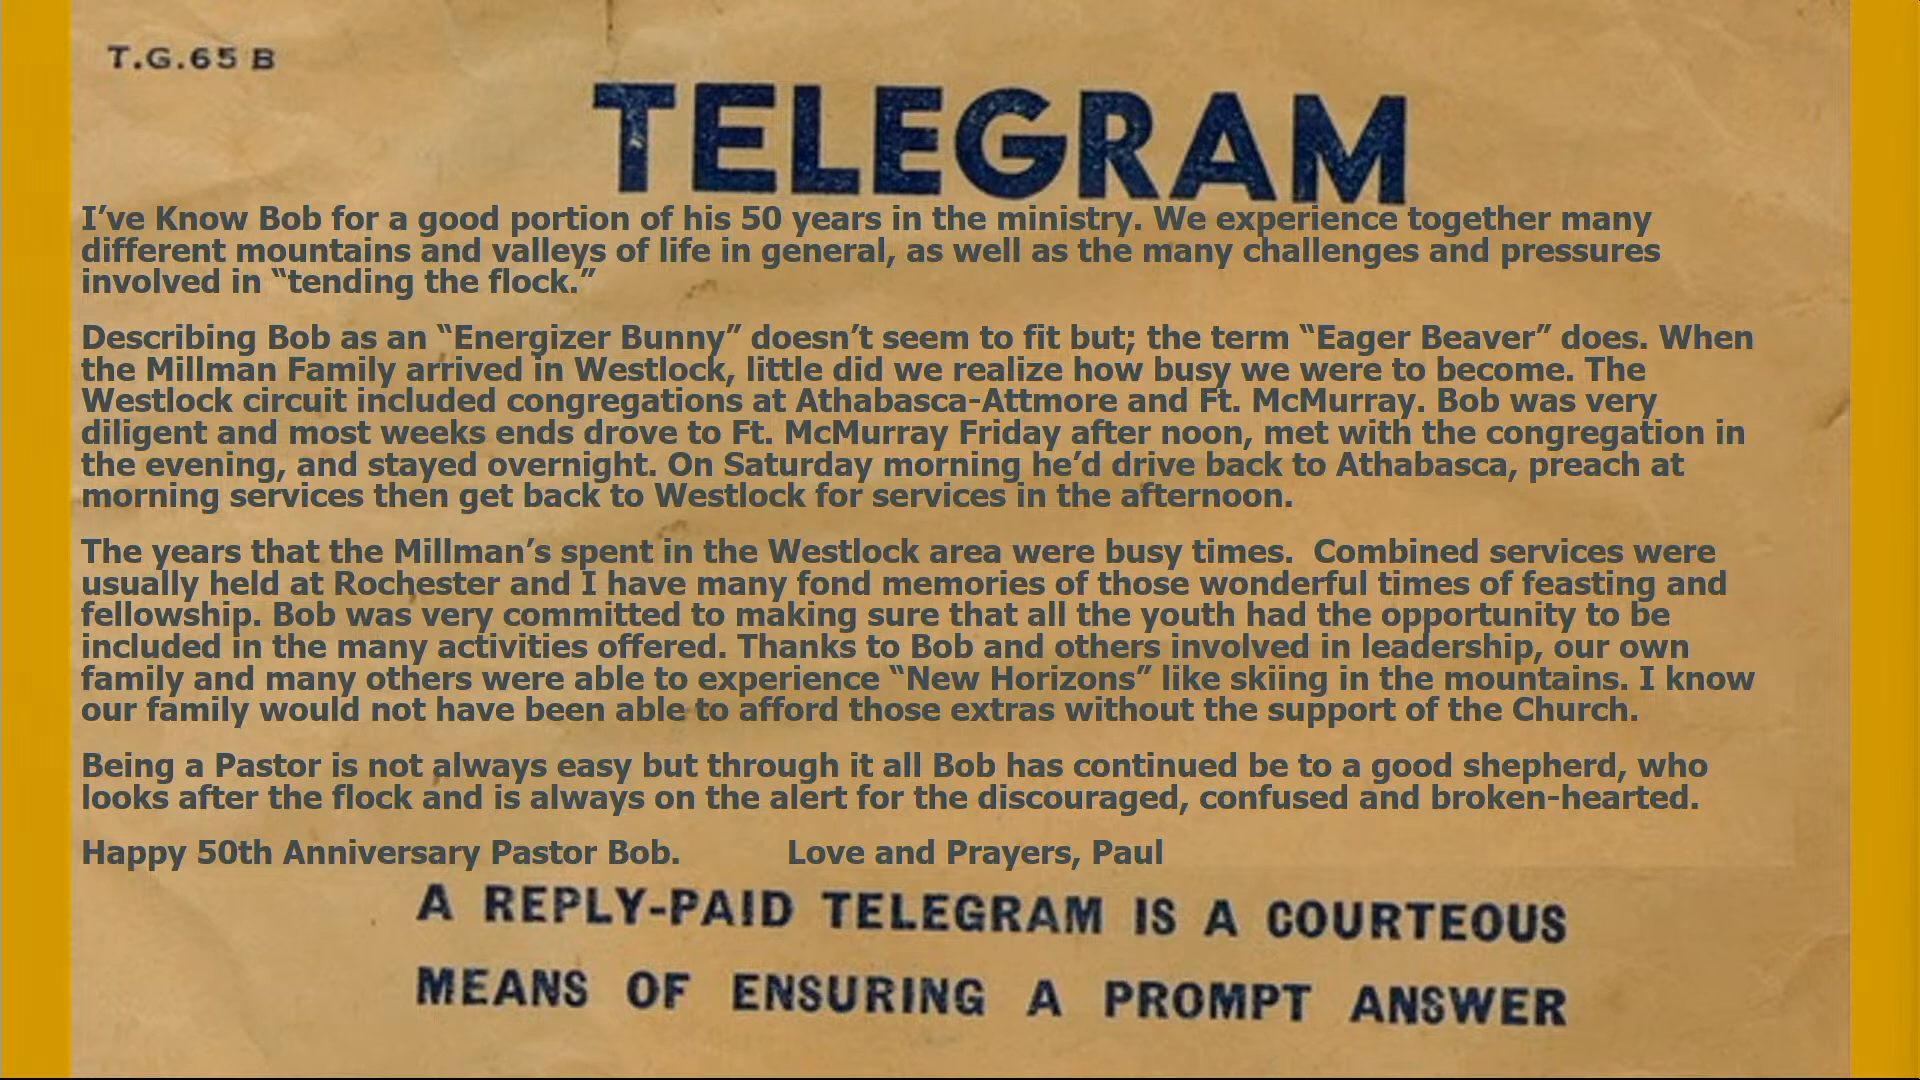 T.G.65 B
TELEGRAM
I’ve Know Bob for a good portion of his 50 years in the ministry. We experience together many
different mountains and valleys of life in general, as well as the many challenges and pressures
involved in “tending the flock.”
Describing Bob as an “Energizer Bunny” doesn’t seem to fit but; the term “Eager Beaver” does. When
the Millman Family arrived in Westlock, little did we realize how busy we were to become. The
Westlock circuit included congregations at Athabasca-Attmore and Ft. McMurray. Bob was very
diligent and most weeks ends drove to Ft. McMurray Friday after noon, met with the congregation in
the evening, and stayed overnight. On Saturday morning he’d drive back to Athabasca, preach at
morning services then get back to Westlock for services in the afternoon.
The years that the Millman’s spent in the Westlock area were busy times.  Combined services were
usually held at Rochester and I have many fond memories of those wonderful times of feasting and
fellowship. Bob was very committed to making sure that all the youth had the opportunity to be
included in the many activities offered. Thanks to Bob and others involved in leadership, our own
family and many others were able to experience “New Horizons” like skiing in the mountains. I know
our family would not have been able to afford those extras without the support of the Church.
Being a Pastor is not always easy but through it all Bob has continued be to a good shepherd, who
looks after the flock and is always on the alert for the discouraged, confused and broken-hearted.
Happy 50th Anniversary Pastor Bob. Love and Prayers, Paul
A REPLY-PAID TELEGRAM IS A COURTEOUS
MEANS OF ENSURING A PROMPT ANSWER